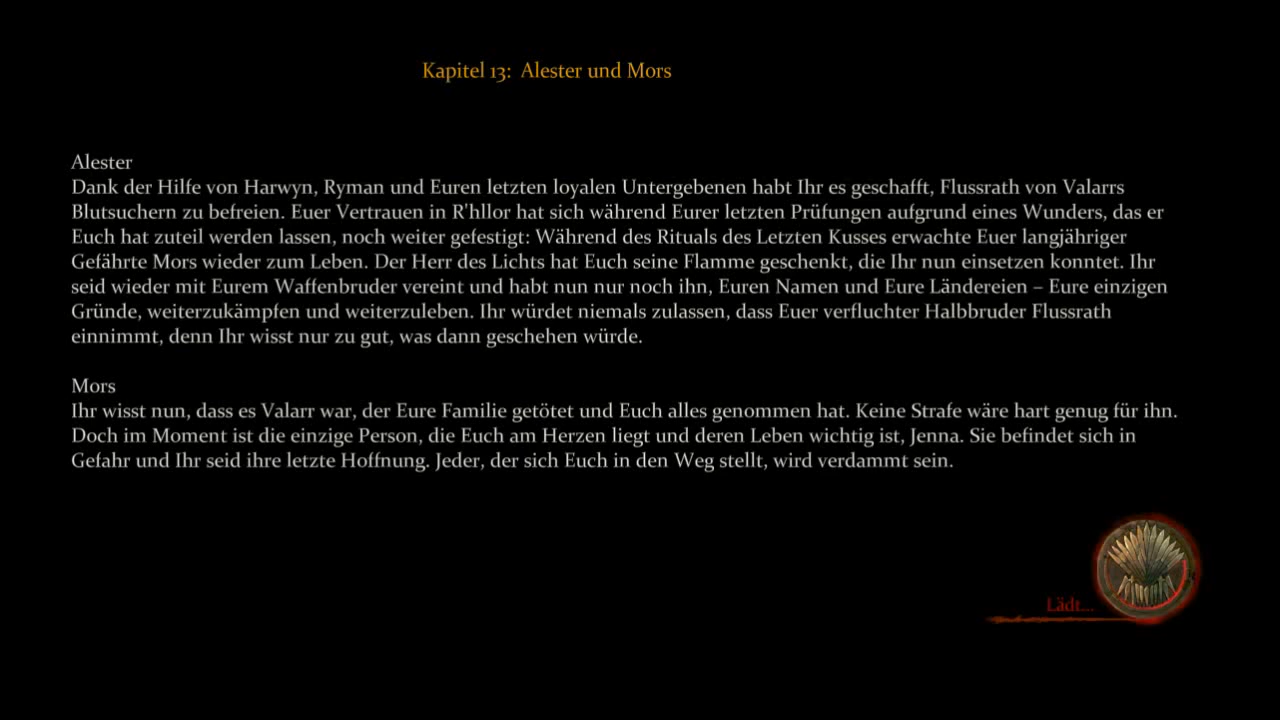 Kapitel 13: Alester und Mors
Alester
Dank der Hilfe von Harwyn, Ryman und Euren letzten loyalen Untergebenen habt Ihr es geschafft, Flussrath von Valarrs
Blutsuchern zu befreien. Euer Vertrauen in R'hllor hat sich während Eurer letzten Prüfungen aufgrund eines Wunders, das er
Euch hat zuteil werden lassen, noch weiter gefestigt: Während des Rituals des Letzten Kusses erwachte Euer langjähriger
Gefährte Mors wieder zum Leben. Der Herr des Lichts hat Euch seine Flamme geschenkt, die Ihr nun einsetzen konntet. Ihr
seid wieder mit Eurem Waffenbruder vereint und habt nun nur noch ihn, Euren Namen und Eure Ländereien – Eure einzigen
Gründe, weiterzukämpfen und weiterzuleben. Ihr würdet niemals zulassen, dass Euer verfluchter Halbbruder Flussrath
einnimmt, denn Ihr wisst nur zu gut, was dann geschehen würde.
Mors
Ihr wisst nun, dass es Valarr war, der Eure Familie getötet und Euch alles genommen hat. Keine Strafe wäre hart genug für ihn.
Doch im Moment ist die einzige Person, die Euch am Herzen liegt und deren Leben wichtig ist, Jenna. Sie befindet sich in
Gefahr und Ihr seid ihre letzte Hoffnung. Jeder, der sich Euch in den Weg stellt, wird verdammt sein.
Lädt...